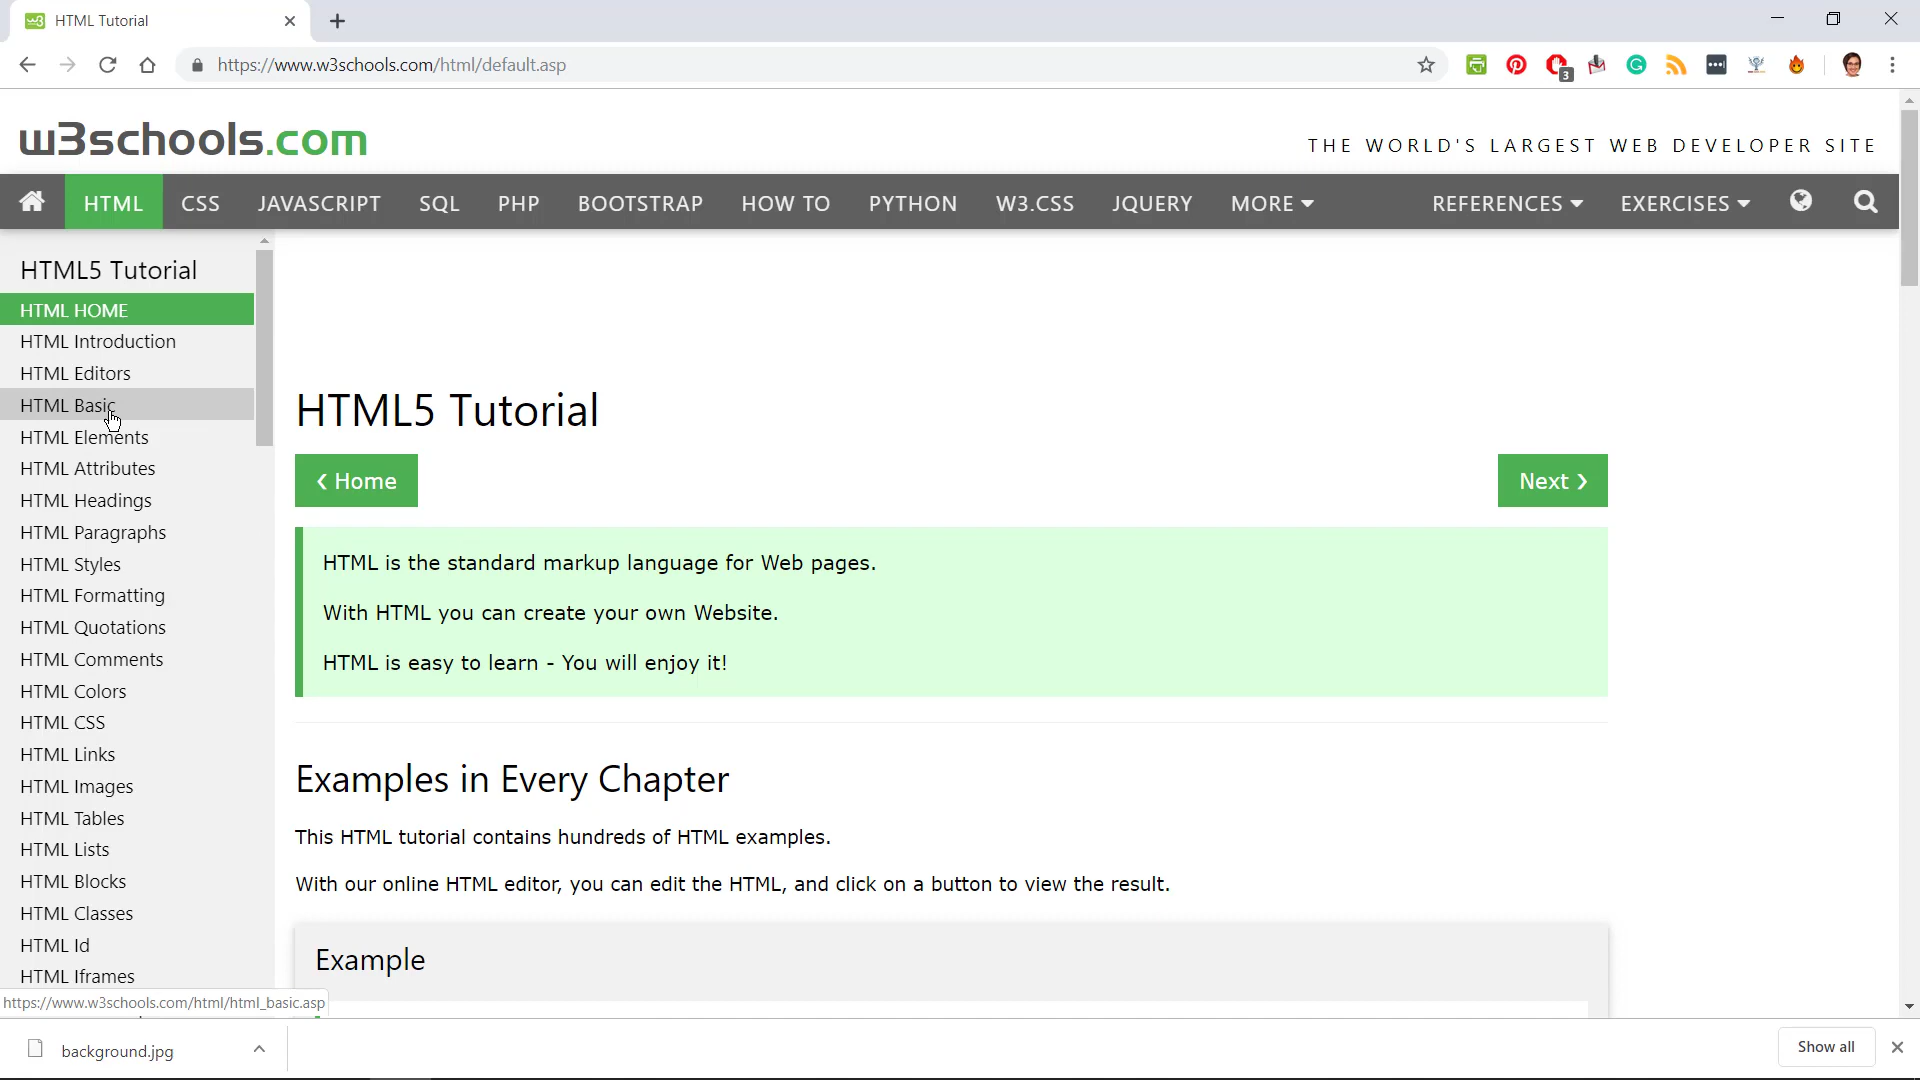 HTML Tutorial
https://www.w3schools.com/html/default.asp
3
w3schools.com
THE WORLD'S LARGEST WEB DEVELOPER SITE
HTML CSS JAVASCRIPT SQL PHP BOOTSTRAP HOW TO PYTHON W3.CSS JQUERY MORE REFERENCES EXERCISES
HTML5 Tutorial
HTML HOME
HTML Introduction
HTML Editors
HTML Basic
HTML Elements
HTML Attributes
HTML Headings
HTML Paragraphs
HTML Styles
HTML Formatting
HTML Quotations
HTML Comments
HTML Colors
HTML CSS
HTML Links
HTML Images
HTML Tables
HTML Lists
HTML Blocks
HTML Classes
HTML Id
HTML Iframes
HTML5 Tutorial
❮ Home
Next ❯
HTML is the standard markup language for Web pages.
With HTML you can create your own Website.
HTML is easy to learn - You will enjoy it!
Examples in Every Chapter
This HTML tutorial contains hundreds of HTML examples.
With our online HTML editor, you can edit the HTML, and click on a button to view the result.
Example
https://www.w3schools.com/html/html_basic.asp
background.jpg
Show all